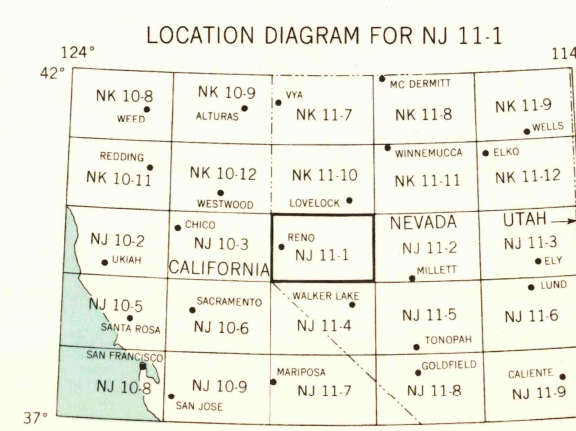 LOCATION DIAGRAM FOR NJ 11-1
124° 114
42°
NK 10-8
WEED
NK 10-9
ALTURAS
VYA
NK 11-7
MC DERMITT
NK 11-8
NK 11-9
WELLS
REDDING
NK 10-11
NK 10-12
WESTWOOD
NK 11-10
LOVELOCK
WINNEMUCCA
NK 11-11
ELKO
NK 11-12
NJ 10-2
UKIAH
CHICO
NJ 10-3
CALIFORNIA
RENO
NJ 11-1
NEVADA
NJ 11-2
MILLETT
UTAH
NJ 11-3
ELY
NJ 10-5
SANTA ROSA
SACRAMENTO
NJ 10-6
WALKER LAKE
NJ 11-4
NJ 11-5
TONOPAH
LUND
NJ 11-6
SAN FRANCISCO
NJ 10-8
NJ 10-9
SAN JOSE
MARIPOSA
NJ 11-7
GOLDFIELD
NJ 11-8
CALIENTE
NJ 11-9
37°